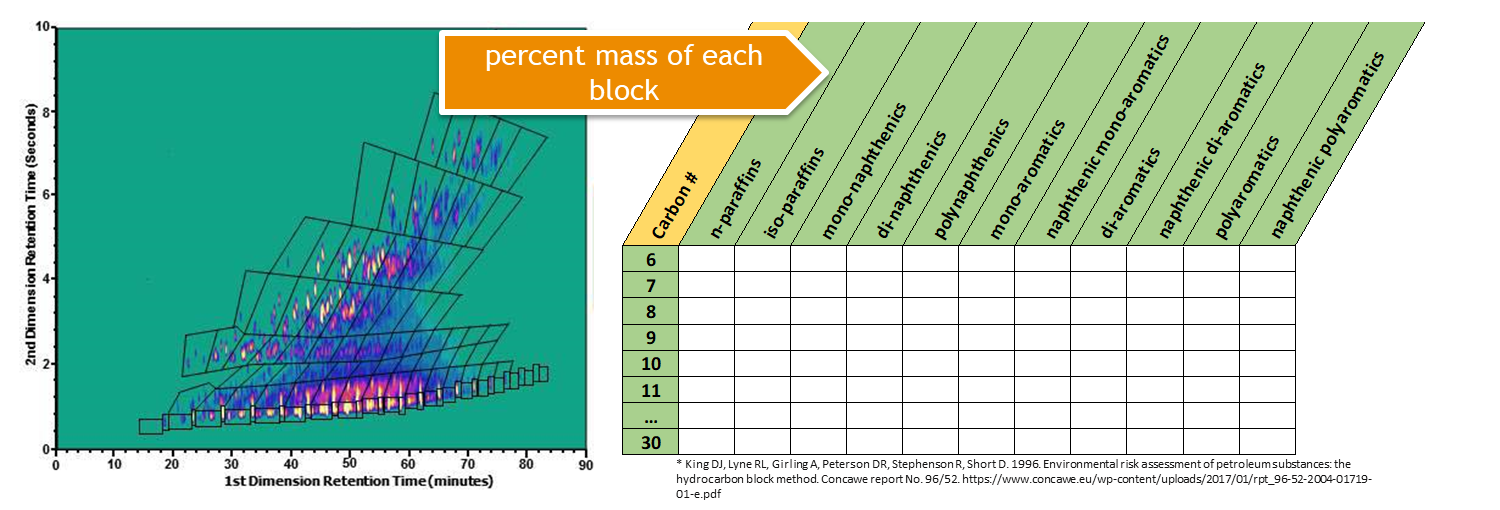 percent mass of each
block
10
8
6
4
2
0
2nd Dimension Retention Time (Seconds)
0 10 20 30 40 50 60 70 80 90
1st Dimension Retention Time (minutes)
Carbon #
n-paraffins
iso-paraffins
mono-naphthenics
di-naphthenics
polynaphthenics
mono-aromatics
naphthenic mono-aromatics
di-aromatics
naphthenic di-aromatics
polyaromatics
naphthenic polyaromatics
6
7
8
9
10
11
...
30
* King DJ, Lyne RL, Girling A, Peterson DR, Stephenson R, Short D. 1996. Environmental risk assessment of petroleum substances: the
hydrocarbon block method. Concawe report No. 96/52. https://www.concawe.eu/wp-content/uploads/2017/01/rpt_96-52-2004-01719-
01-e.pdf